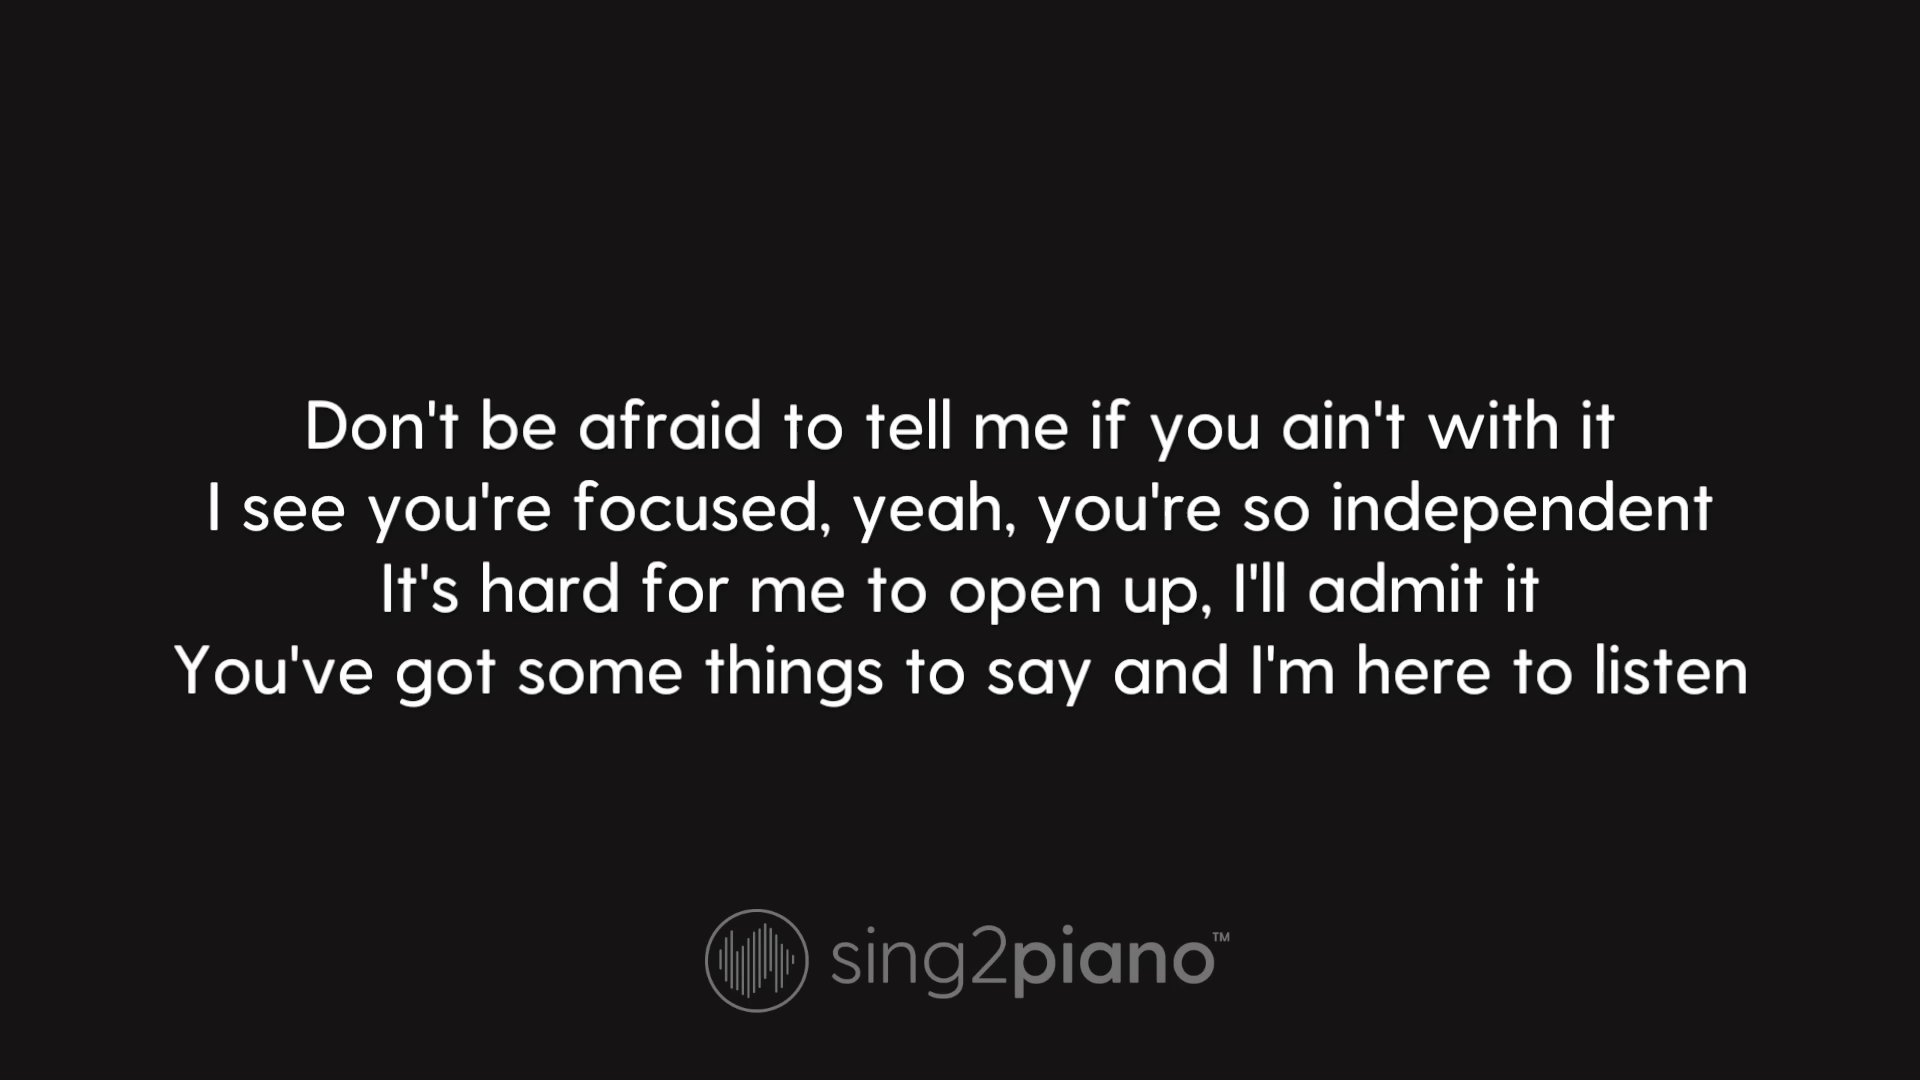 Don't be afraid to tell me if you ain't with it
I see you're focused, yeah, you're so independent
It's hard for me to open up, I'll admit it
You've got some things to say and I'm here to listen
sing2piano™